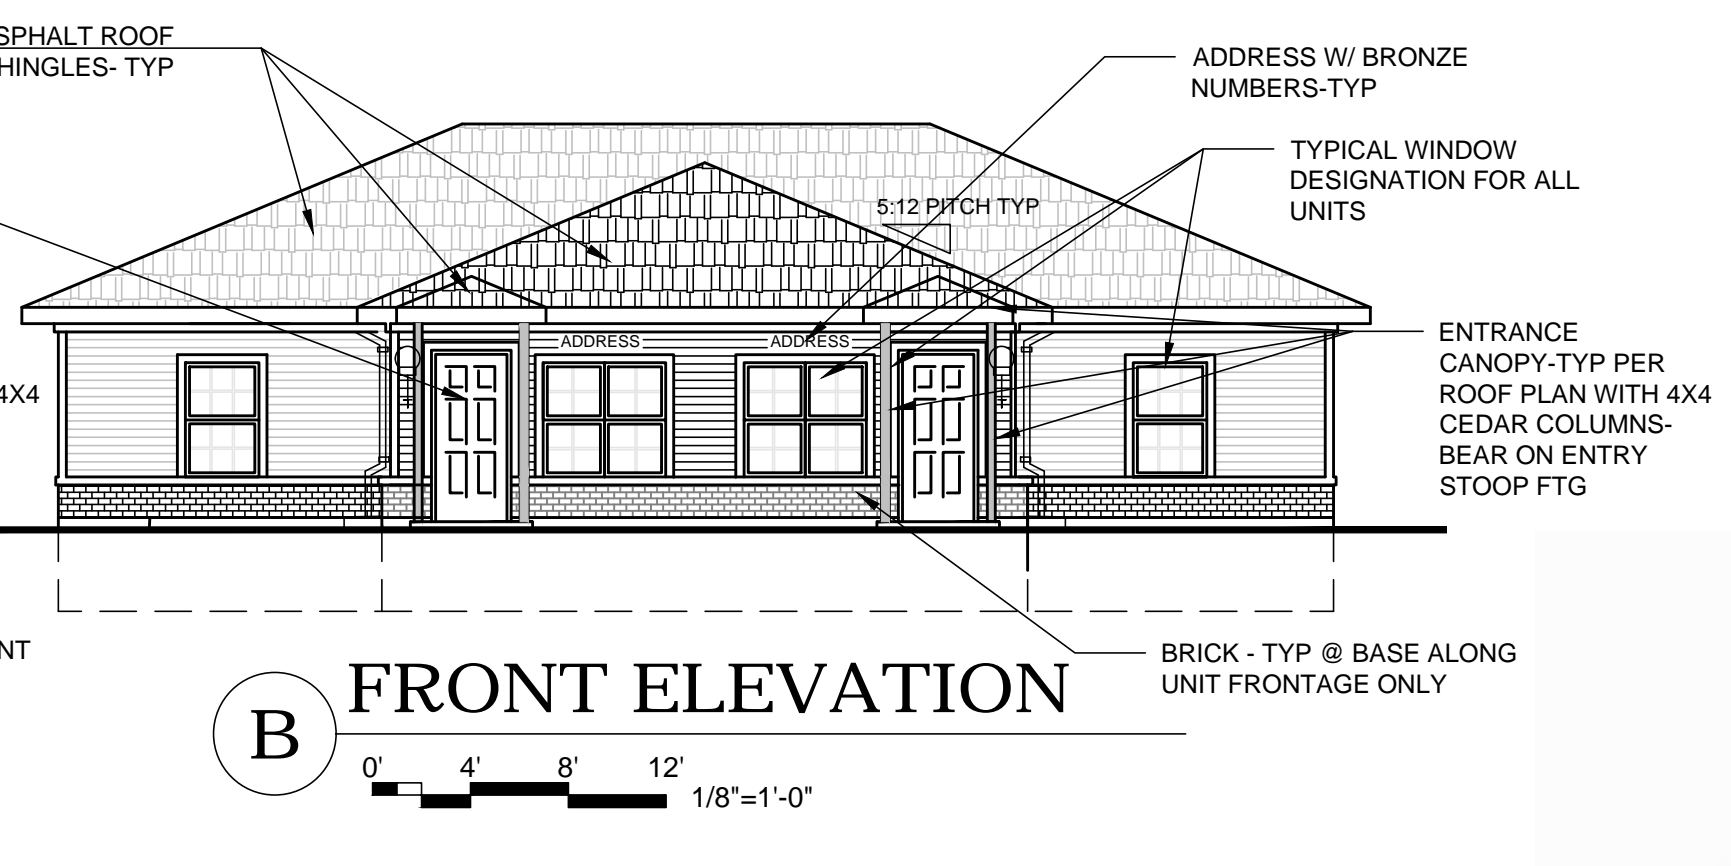 SPHALT ROOF
HINGLES- TYP
ADDRESS W/ BRONZE
NUMBERS-TYP
TYPICAL WINDOW
DESIGNATION FOR ALL
UNITS
5:12 PITCH TYP
ADDRESS
ADDRESS
ENTRANCE
CANOPY-TYP PER
ROOF PLAN WITH 4X4
CEDAR COLUMNS-
BEAR ON ENTRY
STOOP FTG
4X4
NT
BRICK - TYP @ BASE ALONG
UNIT FRONTAGE ONLY
B
FRONT ELEVATION
0' 4' 8' 12'
1/8"=1'-0"